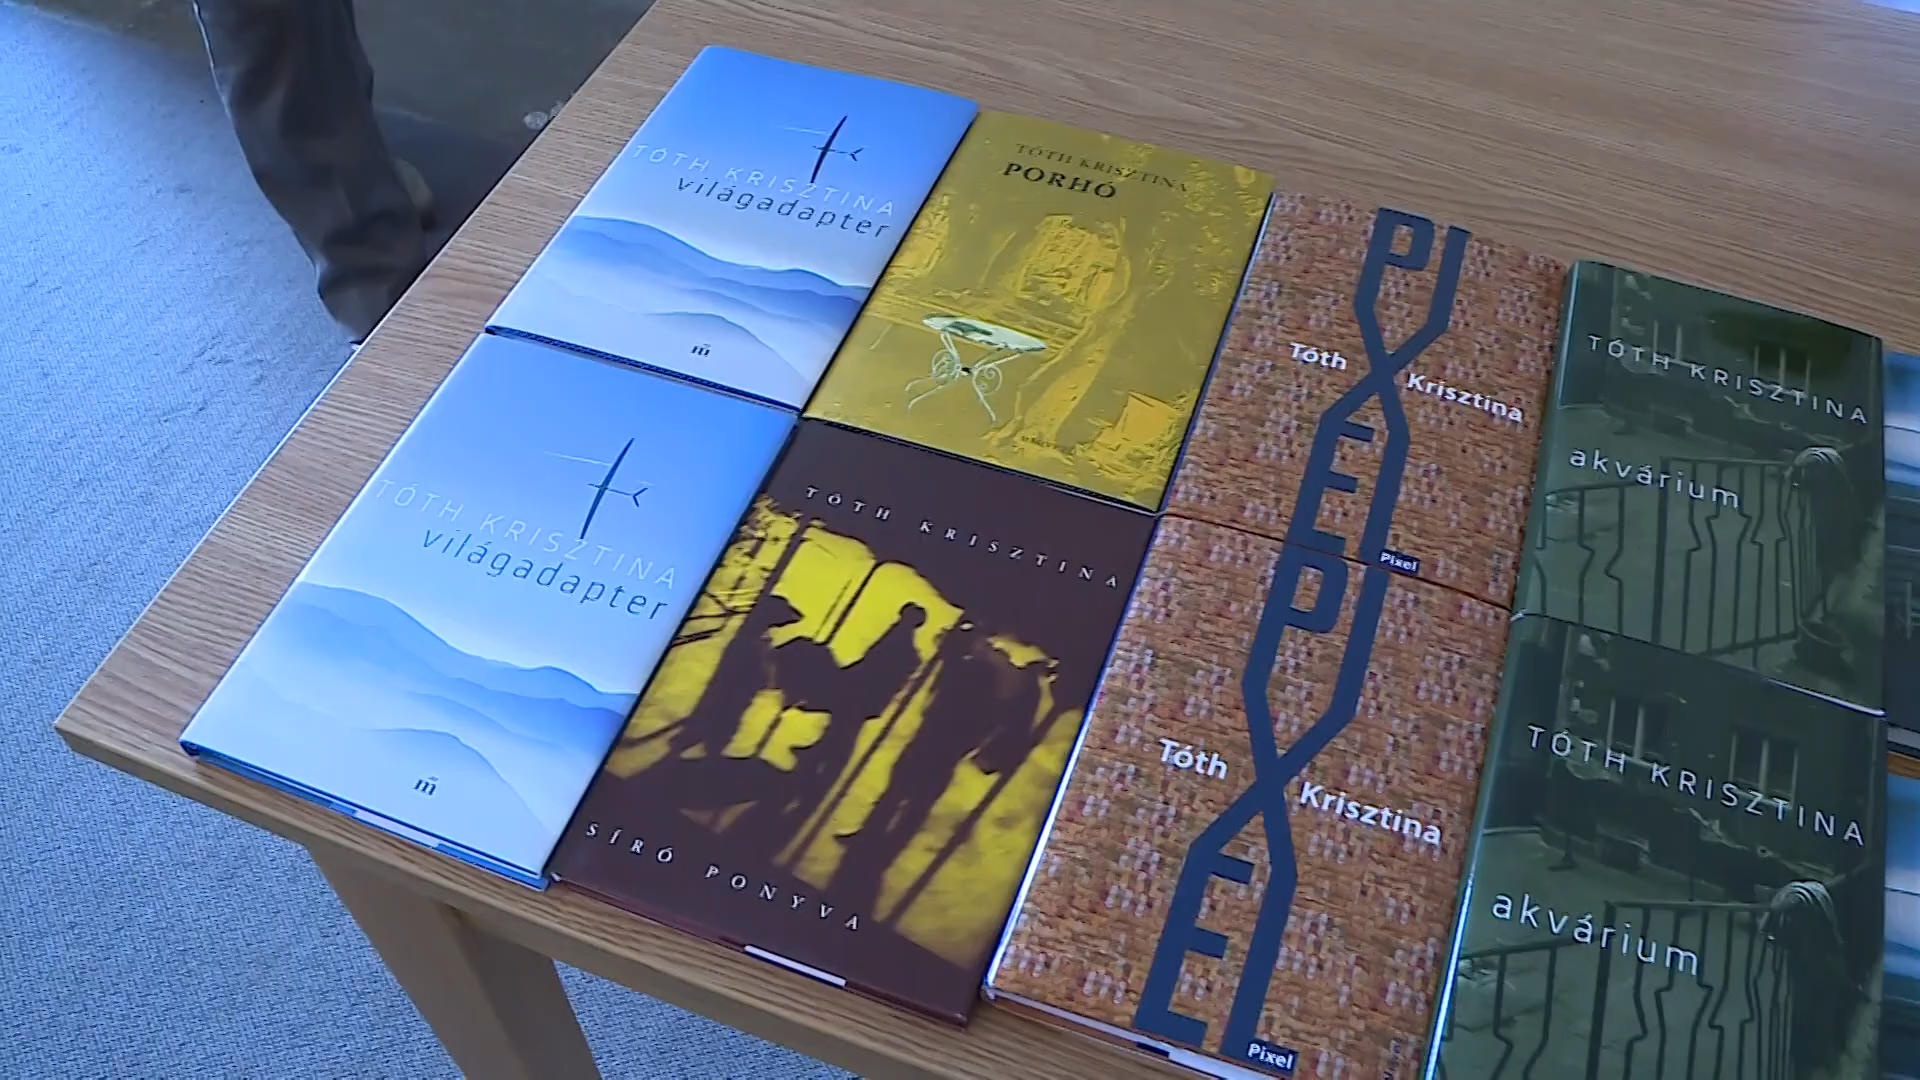 TÓTH KRISZTINA
világadapter
m̋
TÓTH KRISZTINA
PORHÓ
PIXEL
Tóth Krisztina
Pixel
TÓTH KRISZTINA
akvárium
TÓTH KRISZTINA
világadapter
m̋
TÓTH KRISZTINA
SÍRÓ PONYVA
PIXEL
Tóth Krisztina
Pixel
TÓTH KRISZTINA
akvárium